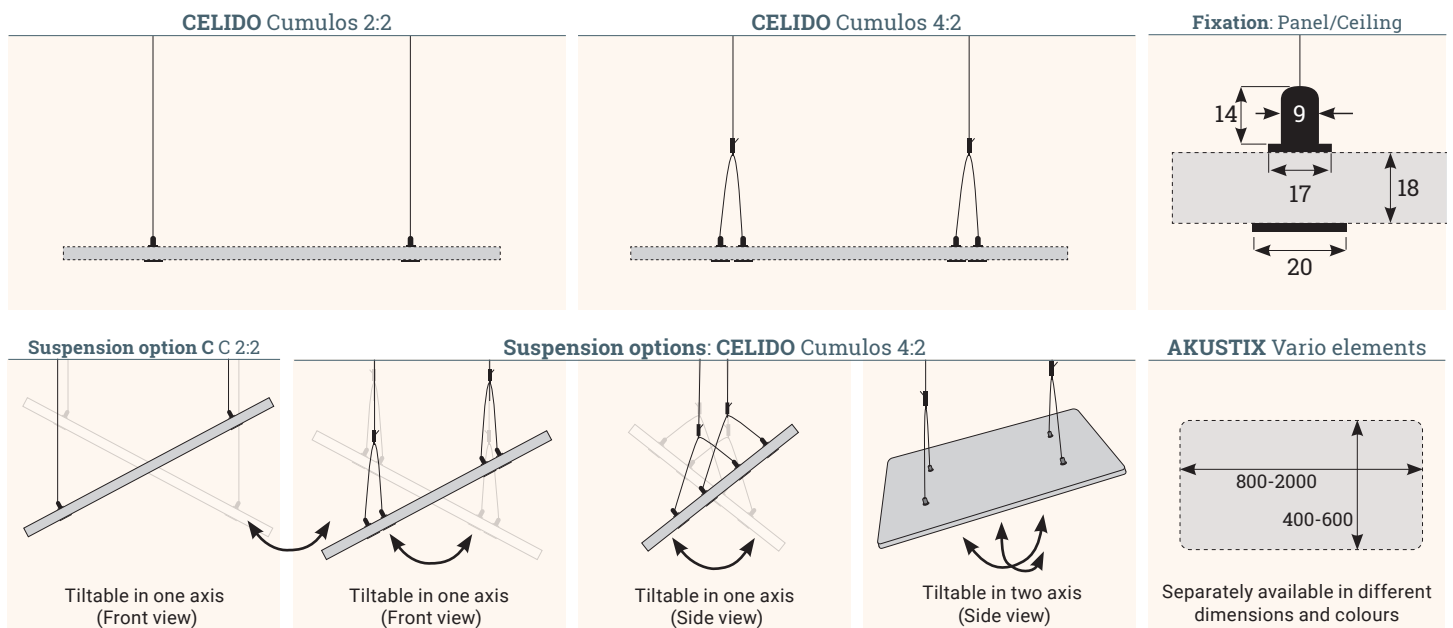 CELIDO Cumulos 2:2
CELIDO Cumulos 4:2
Fixation: Panel/Ceiling
14
9
17
18
20
Suspension option C C 2:2
Suspension options: CELIDO Cumulos 4:2
AKUSTIX Vario elements
800-2000
400-600
Tiltable in one axis
(Front view)
Tiltable in one axis
(Front view)
Tiltable in one axis
(Side view)
Tiltable in two axis
(Side view)
Separately available in different
dimensions and colours